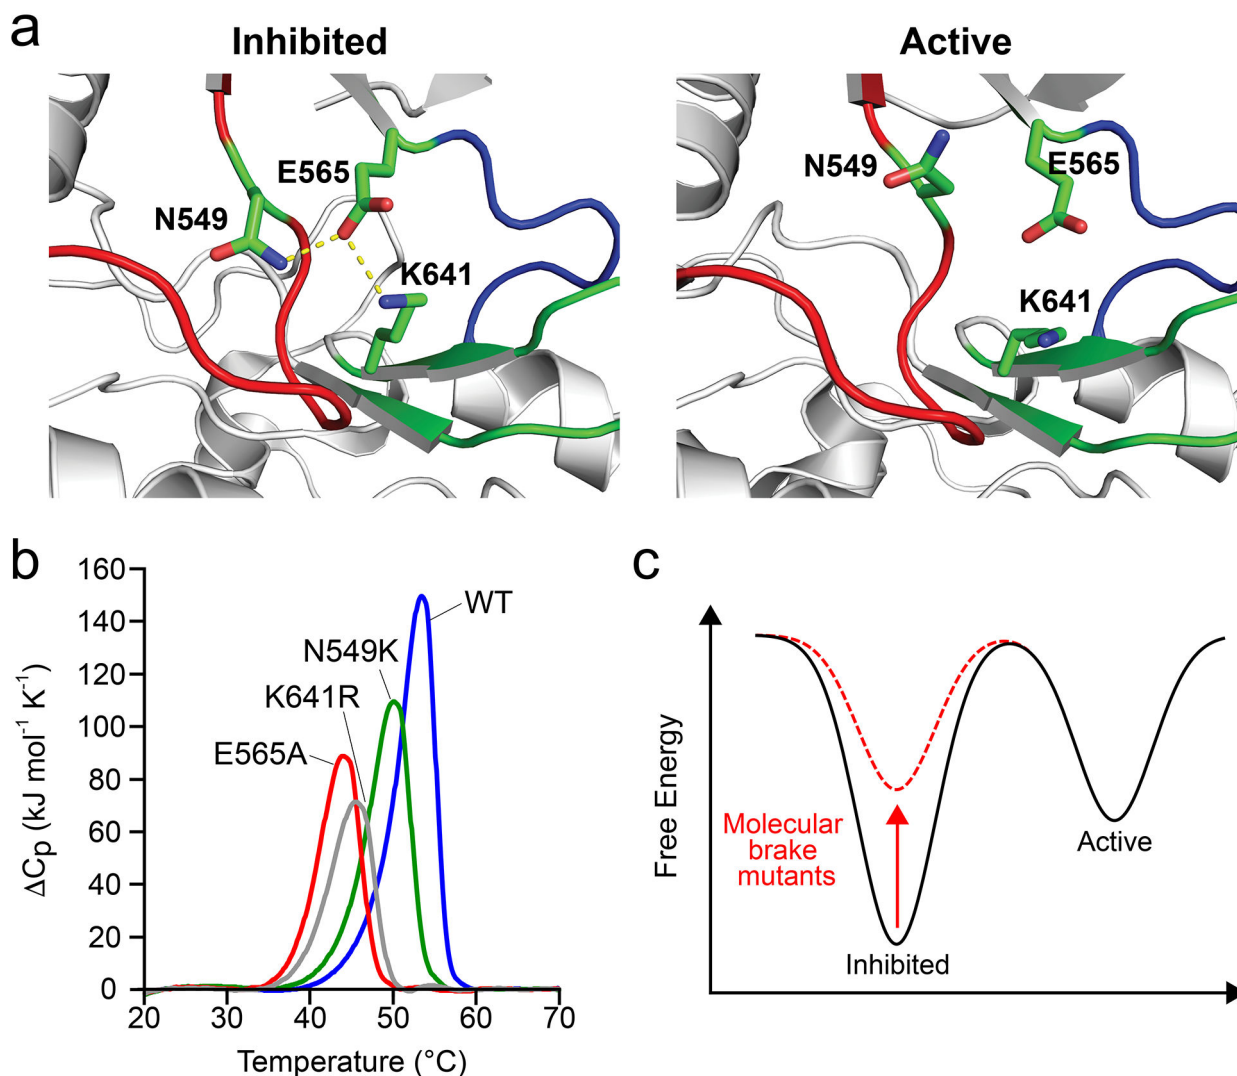 a
Inhibited
Active
E565
N549
K641
N549
E565
K641
b
160
140
120
100
80
60
40
20
0
ΔCp (kJ mol-1 K-1)
WT
N549K
K641R
E565A
20 30 40 50 60 70
Temperature (°C)
c
Free Energy
Molecular
brake
mutants
Inhibited
Active